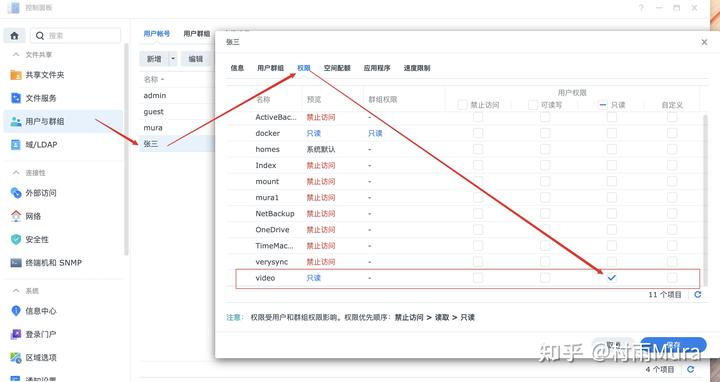 控制面板
搜索
文件共享
共享文件夹
文件服务
用户与群组
域/LDAP
连接性
外部访问
网络
安全性
终端机和 SNMP
系统
信息中心
登录门户
区域选项
通知设置
用户帐号 用户群组
新增 编辑
名称
admin
guest
mura
张三
4 个项目
张三
信息 用户群组 权限 空间配额 应用程序 速度限制
用户权限
名称 预览 群组权限 禁止访问 可读写 只读 自定义
ActiveBac... 禁止访问 -
docker 只读 只读
homes 系统默认 -
Index 禁止访问 -
mount 禁止访问 -
mura1 禁止访问 -
NetBackup 禁止访问 -
OneDrive 禁止访问 -
TimeMac... 禁止访问 -
verysync 禁止访问 -
video 只读 -
11 个项目
注意： 权限受用户和群组权限影响。权限优先顺序：禁止访问 > 读取 > 只读
取消 保存
知乎 @村雨Mura